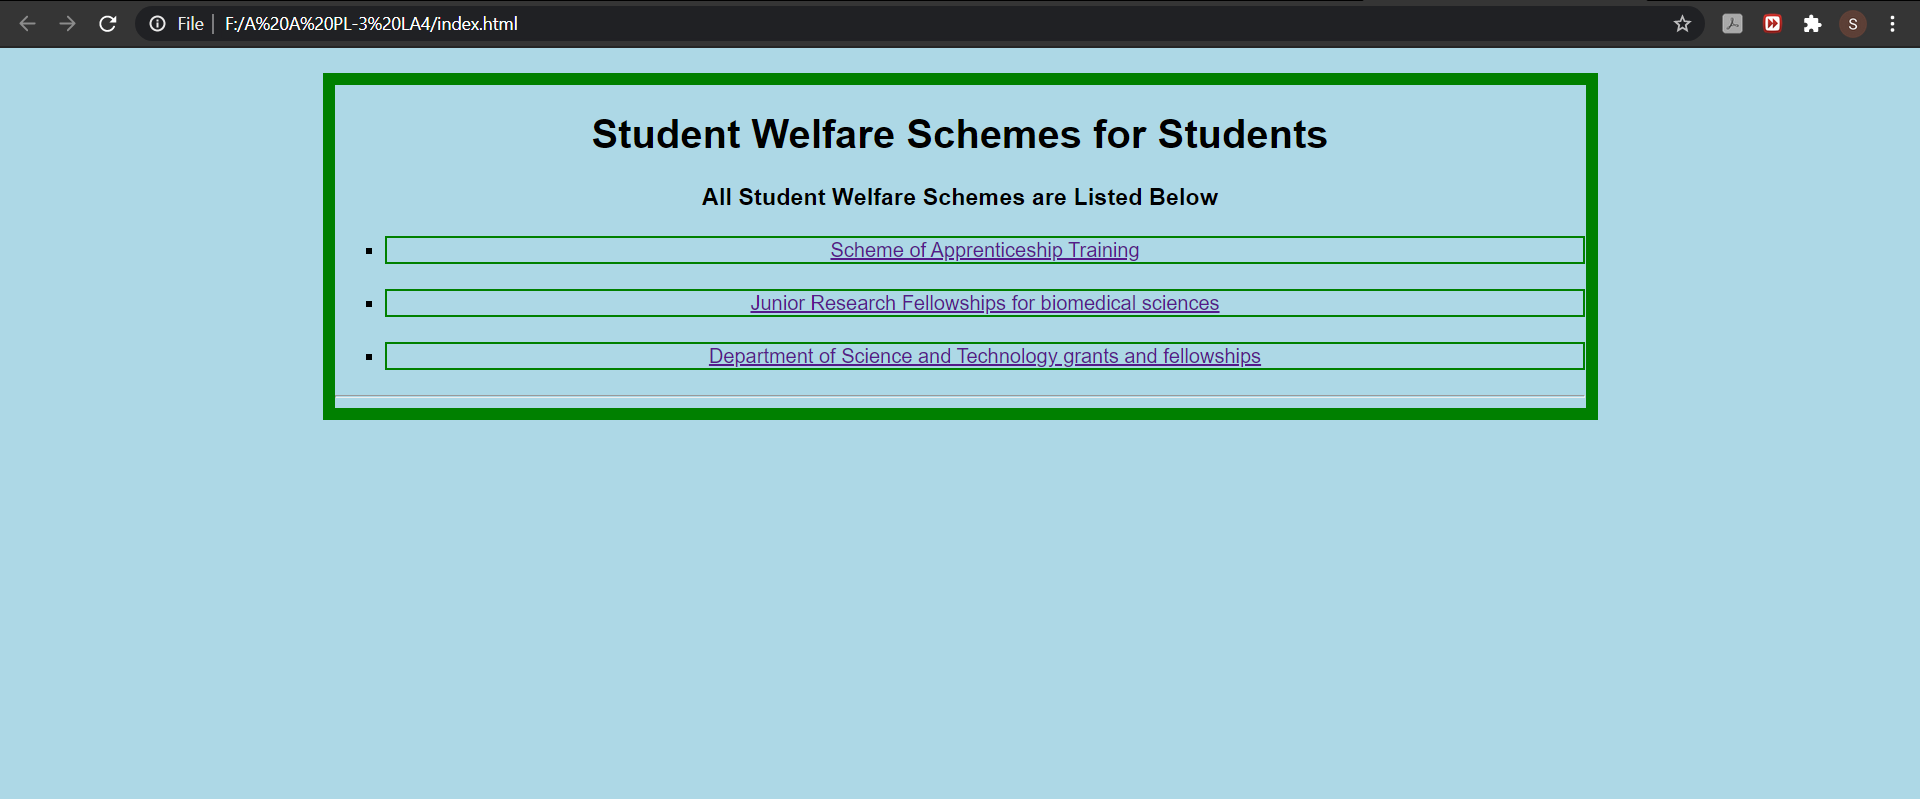 File F:/A%20A%20PL-3%20LA4/index.html S
Student Welfare Schemes for Students
All Student Welfare Schemes are Listed Below
Scheme of Apprenticeship Training
Junior Research Fellowships for biomedical sciences
Department of Science and Technology grants and fellowships